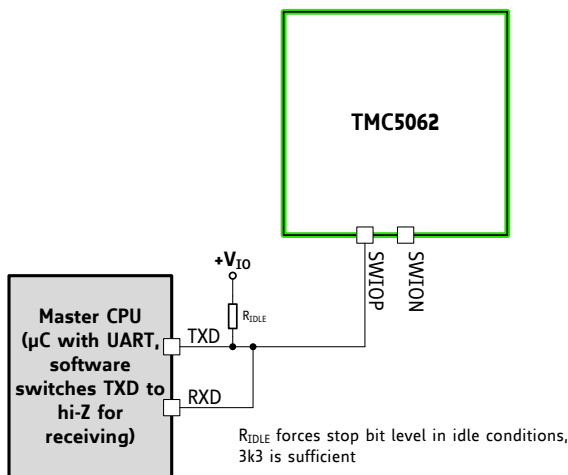 TMC5062
SWIOP
SWION
+VIO
RIDLE
Master CPU
(µC with UART,
software
switches TXD to
hi-Z for
receiving)
TXD
RXD
RIDLE forces stop bit level in idle conditions,
3k3 is sufficient